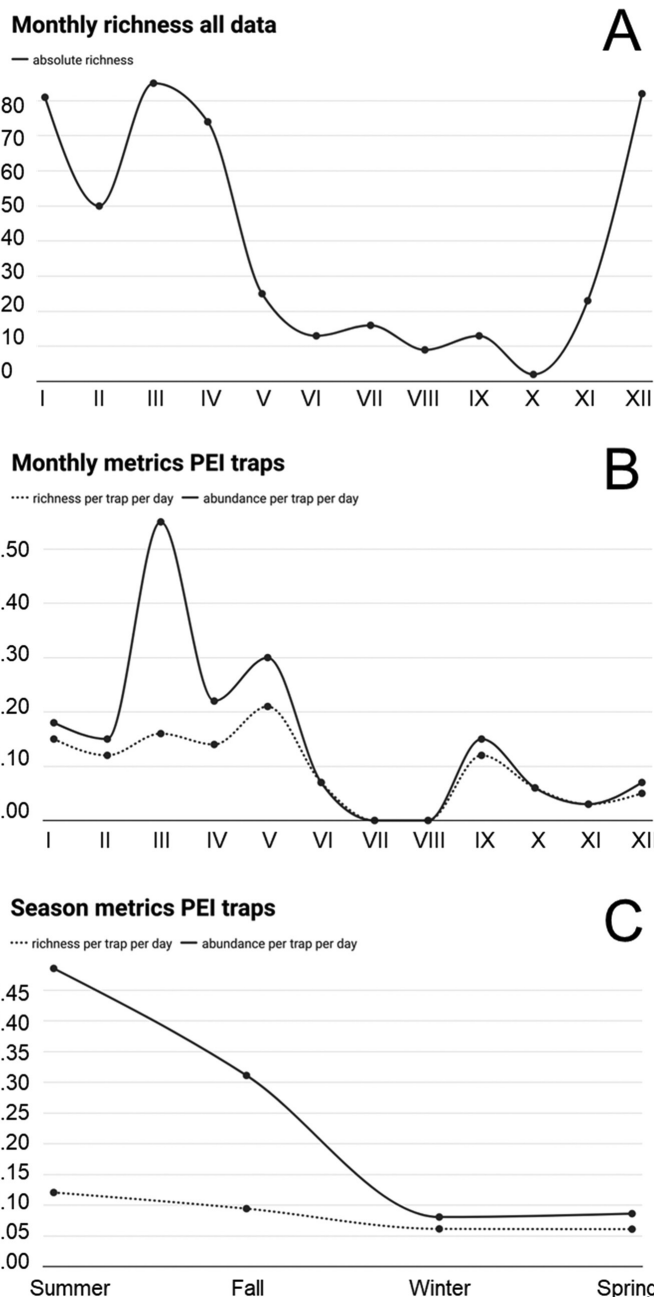 Monthly richness all data
A
absolute richness
80
70
60
50
40
30
20
10
0
I II III IV V VI VII VIII IX X XI XII
Monthly metrics PEI traps
B
richness per trap per day abundance per trap per day
.50
.40
.30
.20
.10
.00
I II III IV V VI VII VIII IX X XI XI
Season metrics PEI traps
C
richness per trap per day abundance per trap per day
.45
.40
.35
.30
.25
.20
.15
.10
.05
.00
Summer Fall Winter Spring